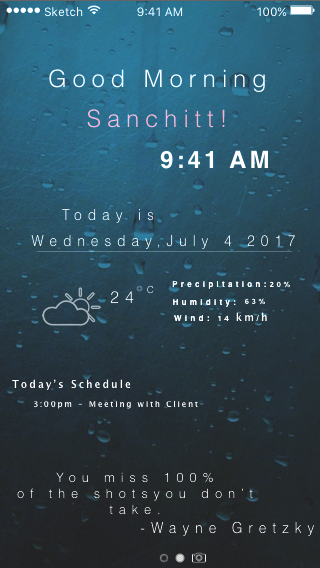 Sketch 9:41 AM 100%
Good Morning
Sanchitt!
9:41 AM
Today is
Wednesday,July 4 2017
24°C
Precipitation:20%
Humidity: 63%
Wind: 14 km/h
Today's Schedule
3:00pm - Meeting with Client
You miss 100%
of the shotsyou don't
take.
-Wayne Gretzky